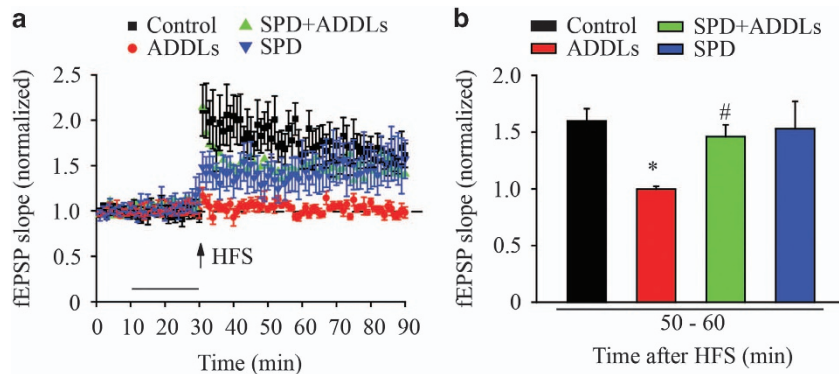 a
Control
SPD+ADDLs
ADDLs
SPD
fEPSP slope (normalized)
2.5
2.0
1.5
1.0
0.5
0
HFS
0 10 20 30 40 50 60 70 80 90
Time (min)
b
Control
SPD+ADDLs
ADDLs
SPD
fEPSP slope (normalized)
2.0
1.5
1.0
0.5
0
*
#
50 - 60
Time after HFS (min)